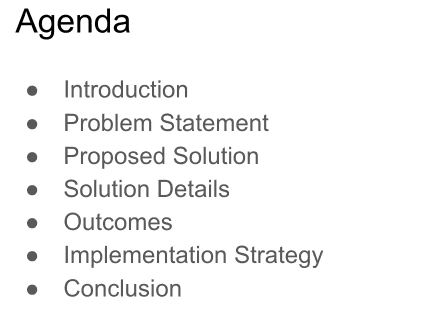 Agenda
● Introduction
● Problem Statement
● Proposed Solution
● Solution Details
● Outcomes
● Implementation Strategy
● Conclusion